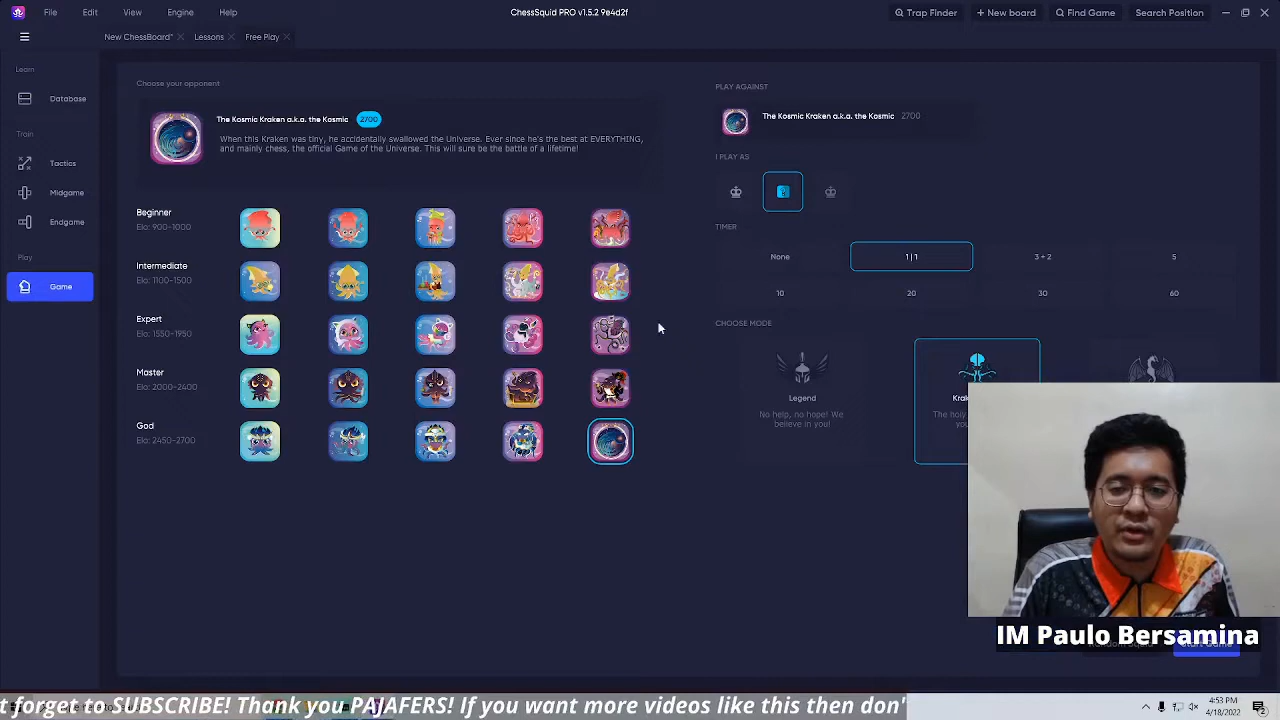 File Edit View Engine Help ChessSquid PRO v1.5.2 9e4d2f Trap Finder + New board Find Game Search Position
New ChessBoard* Lessons Free Play
Learn
Database
Train
Tactics
Midgame
Endgame
Play
Game
Choose your opponent
The Kosmic Kraken a.k.a. the Kosmic 2700
When this Kraken was tiny, he accidentally swallowed the Universe. Ever since he's the best at EVERYTHING,
and mainly chess, the official Game of the Universe. This will sure be the battle of a lifetime!
Beginner
Elo: 900-1000
Intermediate
Elo: 1100-1500
Expert
Elo: 1550-1950
Master
Elo: 2000-2400
God
Elo: 2450-2700
PLAY AGAINST
The Kosmic Kraken a.k.a. the Kosmic 2700
I PLAY AS
TIMER
None 1 | 1 3 + 2 5
10 20 30 60
CHOOSE MODE
Legend
No help, no hope! We
believe in you!
Krak
The holy
you
IM Paulo Bersamina
Start Game
t forget to SUBSCRIBE! Thank you PAJAFERS! If you want more videos like this then don'
4:53 PM
4/18/2022
2